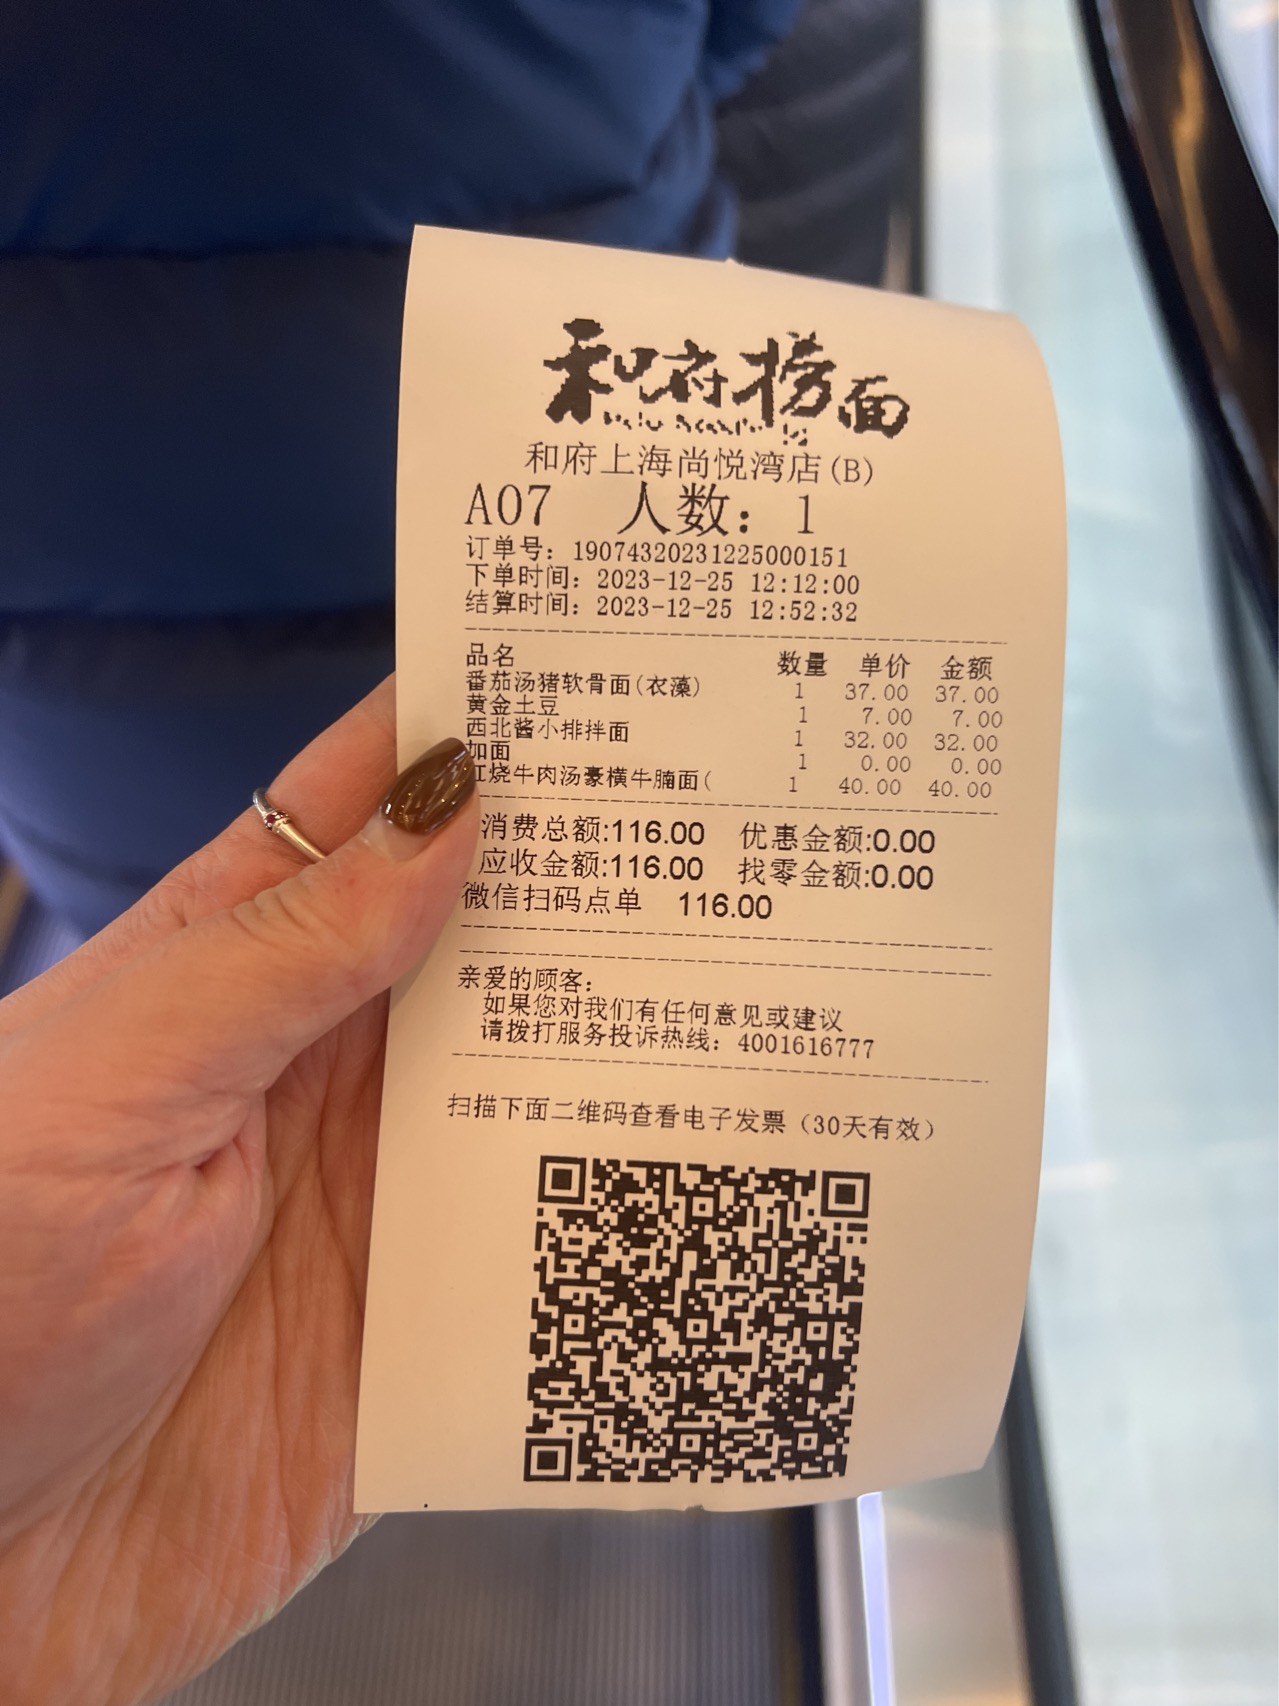 和府捞面
和府上海尚悦湾店(B)
A07 人数: 1
订单号: 19074320231225000151
下单时间: 2023-12-25 12:12:00
结算时间: 2023-12-25 12:52:32
品名 数量 单价 金额
番茄汤猪软骨面(衣藻) 1 37.00 37.00
黄金土豆 1 7.00 7.00
西北酱小排拌面 1 32.00 32.00
加面 1 0.00 0.00
红烧牛肉汤豪横牛腩面( 1 40.00 40.00
消费总额:116.00 优惠金额:0.00
应收金额:116.00 找零金额:0.00
微信扫码点单 116.00
亲爱的顾客:
如果您对我们有任何意见或建议
请拨打服务投诉热线: 4001616777
扫描下面二维码查看电子发票（30天有效）